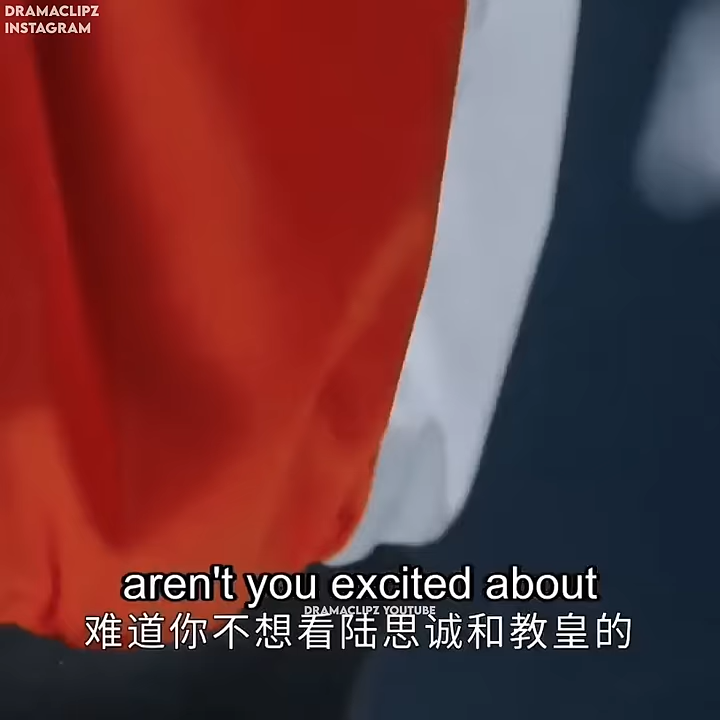 DRAMACLIPZ
INSTAGRAM
aren't you excited about
DRAMACLIPZ YOUTUBE
难道你不想看陆思诚和教皇的